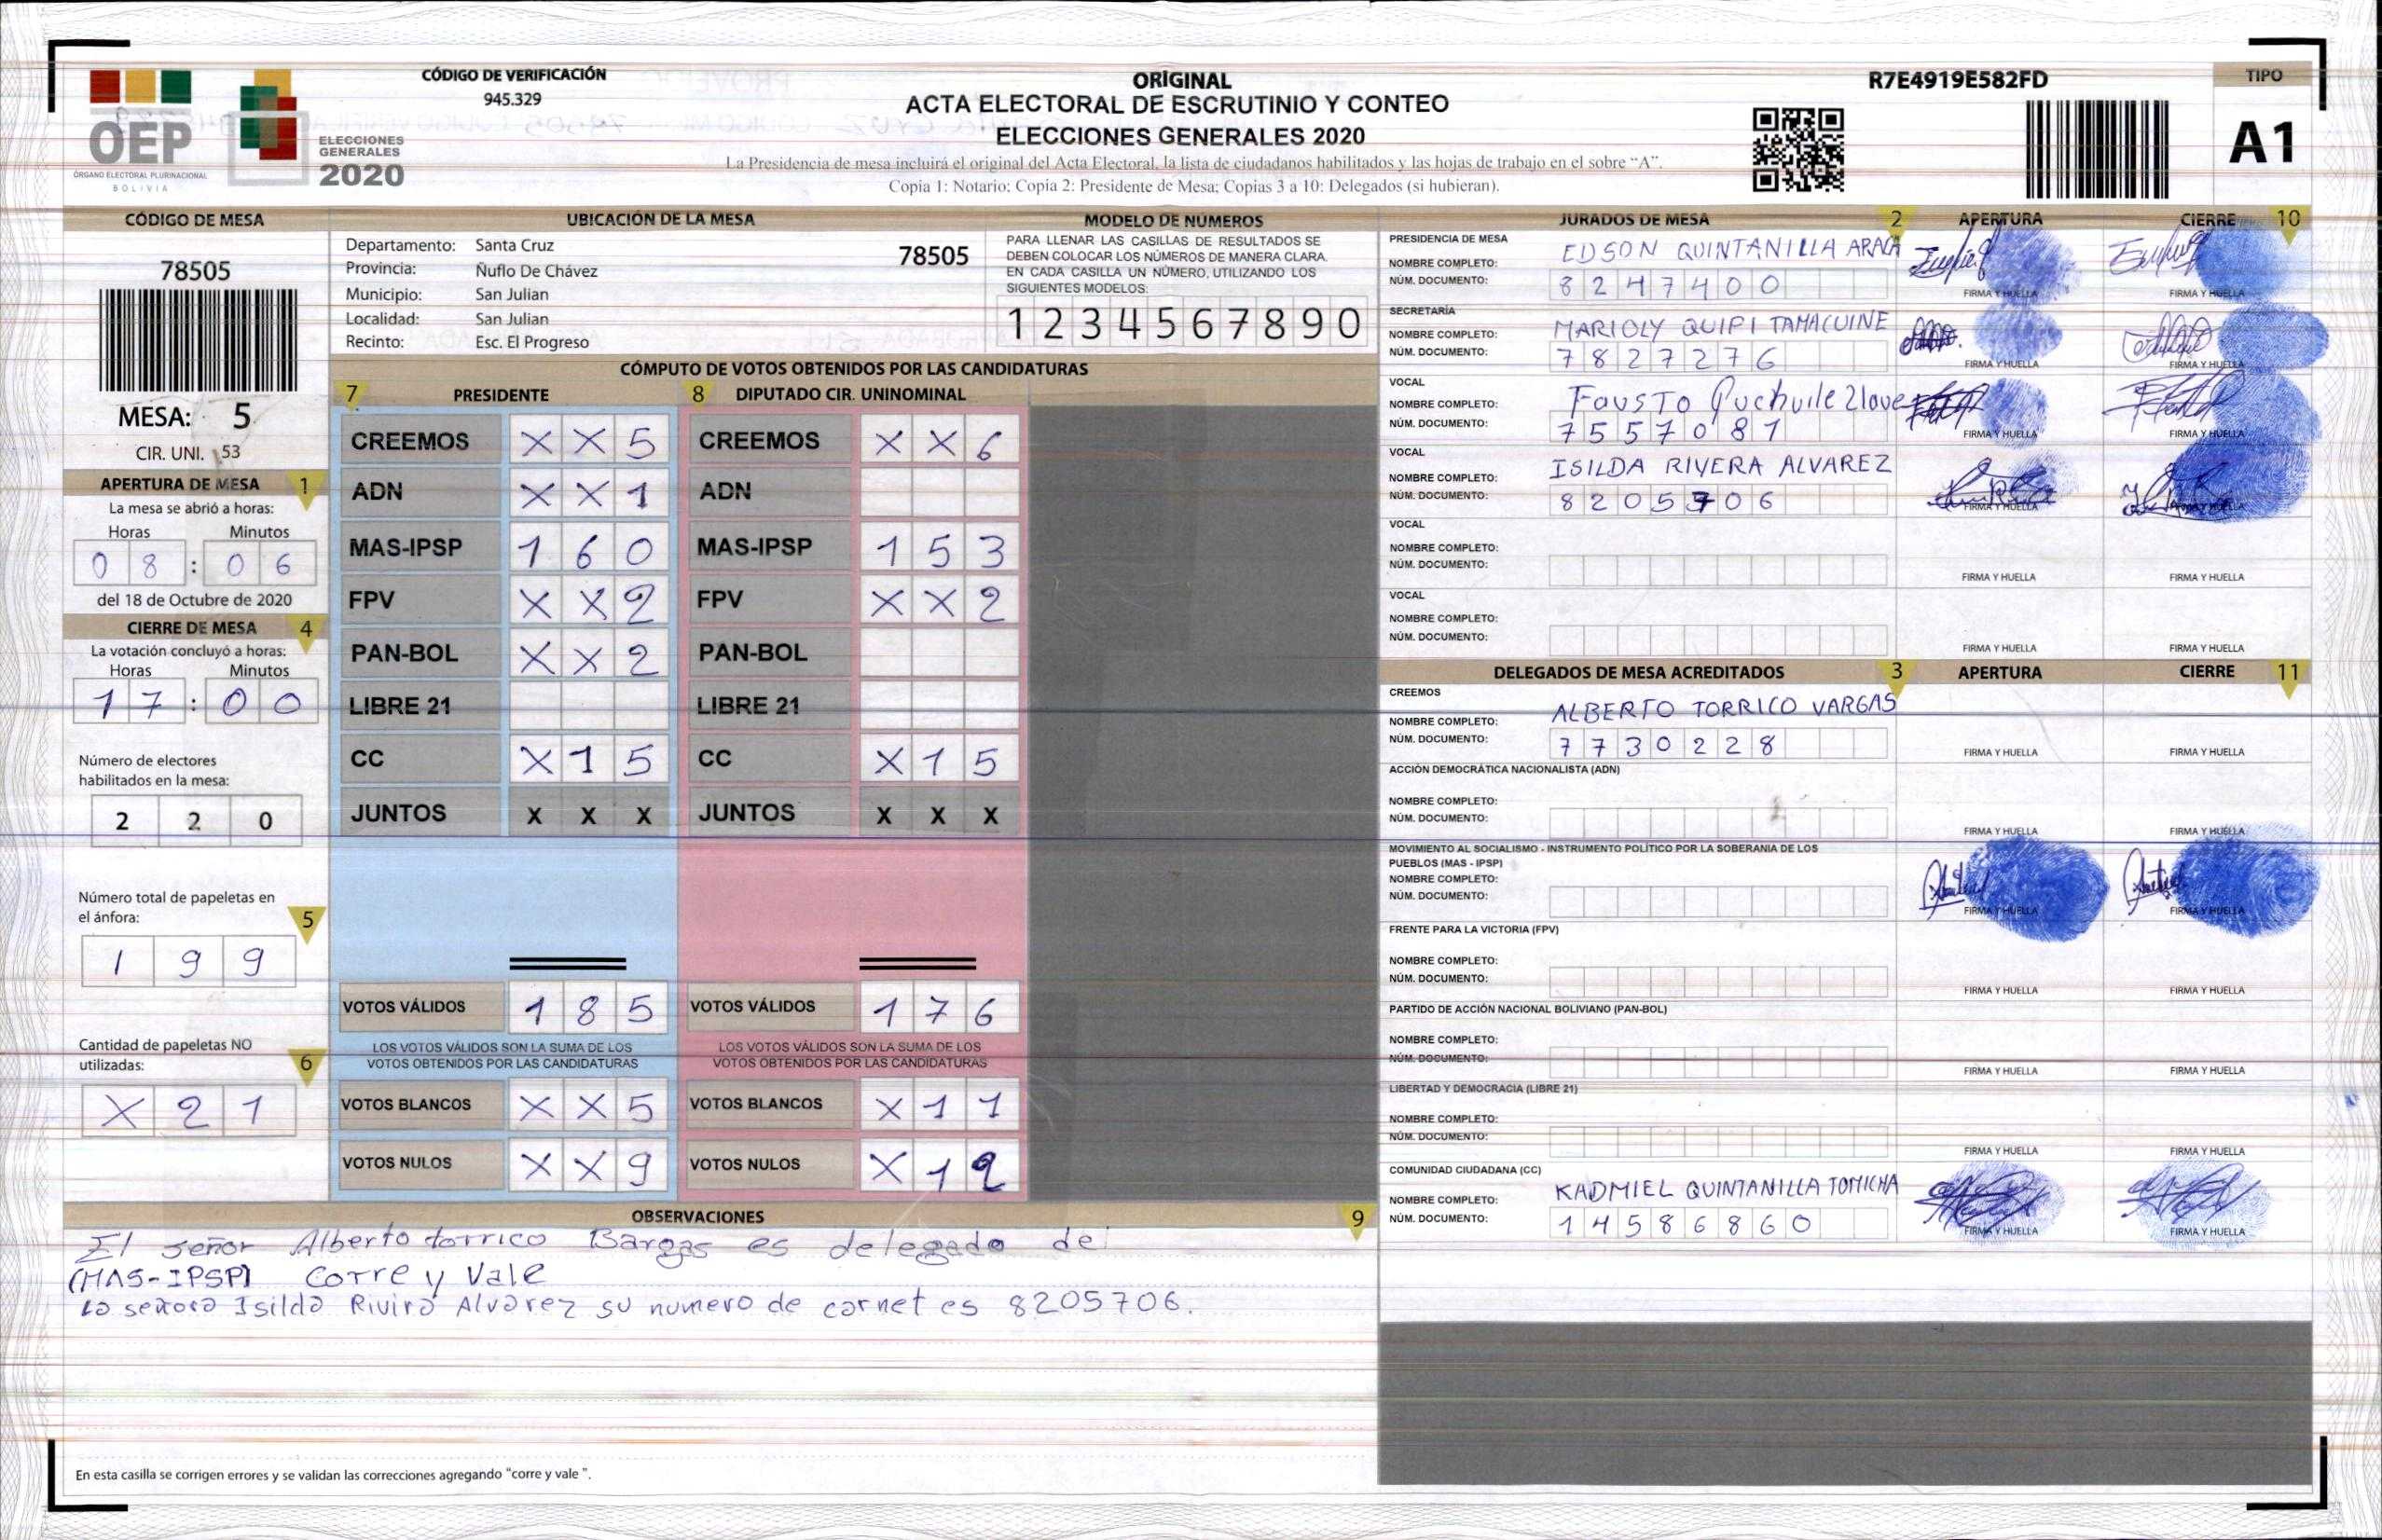 CÓDIGO DE VERIFICACIÓN
945.329
OEP
ÓRGANO ELECTORAL PLURINACIONAL
BOLIVIA
ELECCIONES
GENERALES
2020
ORIGINAL
ACTA ELECTORAL DE ESCRUTINIO Y CONTEO
ELECCIONES GENERALES 2020
La Presidencia de mesa incluirá el original del Acta Electoral, la lista de ciudadanos habilitados y las hojas de trabajo en el sobre “A”.
Copia 1: Notario; Copia 2: Presidente de Mesa; Copias 3 a 10: Delegados (si hubieran).
R7E4919E582FD
TIPO
A1
CÓDIGO DE MESA
78505
MESA: 5
CIR. UNI. 53
APERTURA DE MESA 1
La mesa se abrió a horas:
Horas Minutos
0 8 : 0 6
del 18 de Octubre de 2020
CIERRE DE MESA 4
La votación concluyó a horas:
Horas Minutos
1 7 : 0 0
Número de electores
habilitados en la mesa:
2 2 0
Número total de papeletas en
el ánfora:
5
1 9 9
Cantidad de papeletas NO
utilizadas:
6
X 2 1
UBICACIÓN DE LA MESA
Departamento: Santa Cruz
Provincia: Ñuflo De Chávez
Municipio: San Julian
Localidad: San Julian
Recinto: Esc. El Progreso
78505
MODELO DE NÚMEROS
PARA LLENAR LAS CASILLAS DE RESULTADOS SE
DEBEN COLOCAR LOS NÚMEROS DE MANERA CLARA.
EN CADA CASILLA UN NÚMERO, UTILIZANDO LOS
SIGUIENTES MODELOS:
1 2 3 4 5 6 7 8 9 0
CÓMPUTO DE VOTOS OBTENIDOS POR LAS CANDIDATURAS
7 PRESIDENTE
CREEMOS X X 5
ADN X X 1
MAS-IPSP 1 6 0
FPV X X 2
PAN-BOL X X 2
LIBRE 21
CC X 1 5
JUNTOS X X X
VOTOS VÁLIDOS 1 8 5
LOS VOTOS VÁLIDOS SON LA SUMA DE LOS
VOTOS OBTENIDOS POR LAS CANDIDATURAS
VOTOS BLANCOS X X 5
VOTOS NULOS X X 9
8 DIPUTADO CIR. UNINOMINAL
CREEMOS X X 6
ADN
MAS-IPSP 1 5 3
FPV X X 2
PAN-BOL
LIBRE 21
CC X 1 5
JUNTOS X X X
VOTOS VÁLIDOS 1 7 6
LOS VOTOS VÁLIDOS SON LA SUMA DE LOS
VOTOS OBTENIDOS POR LAS CANDIDATURAS
VOTOS BLANCOS X 1 1
VOTOS NULOS X 1 2
OBSERVACIONES 9
El señor Alberto torrico Bargas es delegado del
(MAS-IPSP) Corre y Vale
La señora Isilda Rivira Alvarez su numero de carnet es 8205706.
En esta casilla se corrigen errores y se validan las correcciones agregando “corre y vale ”.
JURADOS DE MESA 2 APERTURA CIERRE 10
PRESIDENCIA DE MESA
NOMBRE COMPLETO: EDSON QUINTANILLA ARACA
NÚM. DOCUMENTO: 8 2 4 7 4 0 0
FIRMA Y HUELLA FIRMA Y HUELLA
SECRETARÍA
NOMBRE COMPLETO: MARIOLY QUIPI TAMACUINE
NÚM. DOCUMENTO: 7 8 2 7 2 7 6
FIRMA Y HUELLA FIRMA Y HUELLA
VOCAL
NOMBRE COMPLETO: Fausto
NÚM. DOCUMENTO: 7 5 5 7 0 8 1
FIRMA Y HUELLA FIRMA Y HUELLA
VOCAL
NOMBRE COMPLETO: ISILDA RIVERA ALVAREZ
NÚM. DOCUMENTO: 8 2 0 5 7 0 6
FIRMA Y HUELLA FIRMA Y HUELLA
VOCAL
NOMBRE COMPLETO:
NÚM. DOCUMENTO:
FIRMA Y HUELLA FIRMA Y HUELLA
VOCAL
NOMBRE COMPLETO:
NÚM. DOCUMENTO:
FIRMA Y HUELLA FIRMA Y HUELLA
DELEGADOS DE MESA ACREDITADOS 3 APERTURA CIERRE 11
CREEMOS
NOMBRE COMPLETO: ALBERTO TORRICO VARGAS
NÚM. DOCUMENTO: 7 7 3 0 2 2 8
FIRMA Y HUELLA FIRMA Y HUELLA
ACCIÓN DEMOCRÁTICA NACIONALISTA (ADN)
NOMBRE COMPLETO:
NÚM. DOCUMENTO:
FIRMA Y HUELLA FIRMA Y HUELLA
MOVIMIENTO AL SOCIALISMO - INSTRUMENTO POLÍTICO POR LA SOBERANIA DE LOS
PUEBLOS (MAS - IPSP)
NOMBRE COMPLETO:
NÚM. DOCUMENTO:
FIRMA Y HUELLA FIRMA Y HUELLA
FRENTE PARA LA VICTORIA (FPV)
NOMBRE COMPLETO:
NÚM. DOCUMENTO:
FIRMA Y HUELLA FIRMA Y HUELLA
PARTIDO DE ACCIÓN NACIONAL BOLIVIANO (PAN-BOL)
NOMBRE COMPLETO:
NÚM. DOCUMENTO:
FIRMA Y HUELLA FIRMA Y HUELLA
LIBERTAD Y DEMOCRACIA (LIBRE 21)
NOMBRE COMPLETO:
NÚM. DOCUMENTO:
FIRMA Y HUELLA FIRMA Y HUELLA
COMUNIDAD CIUDADANA (CC)
NOMBRE COMPLETO: KADMIEL QUINTANILLA TOMICHA
NÚM. DOCUMENTO: 1 4 5 8 6 8 6 0
FIRMA Y HUELLA FIRMA Y HUELLA